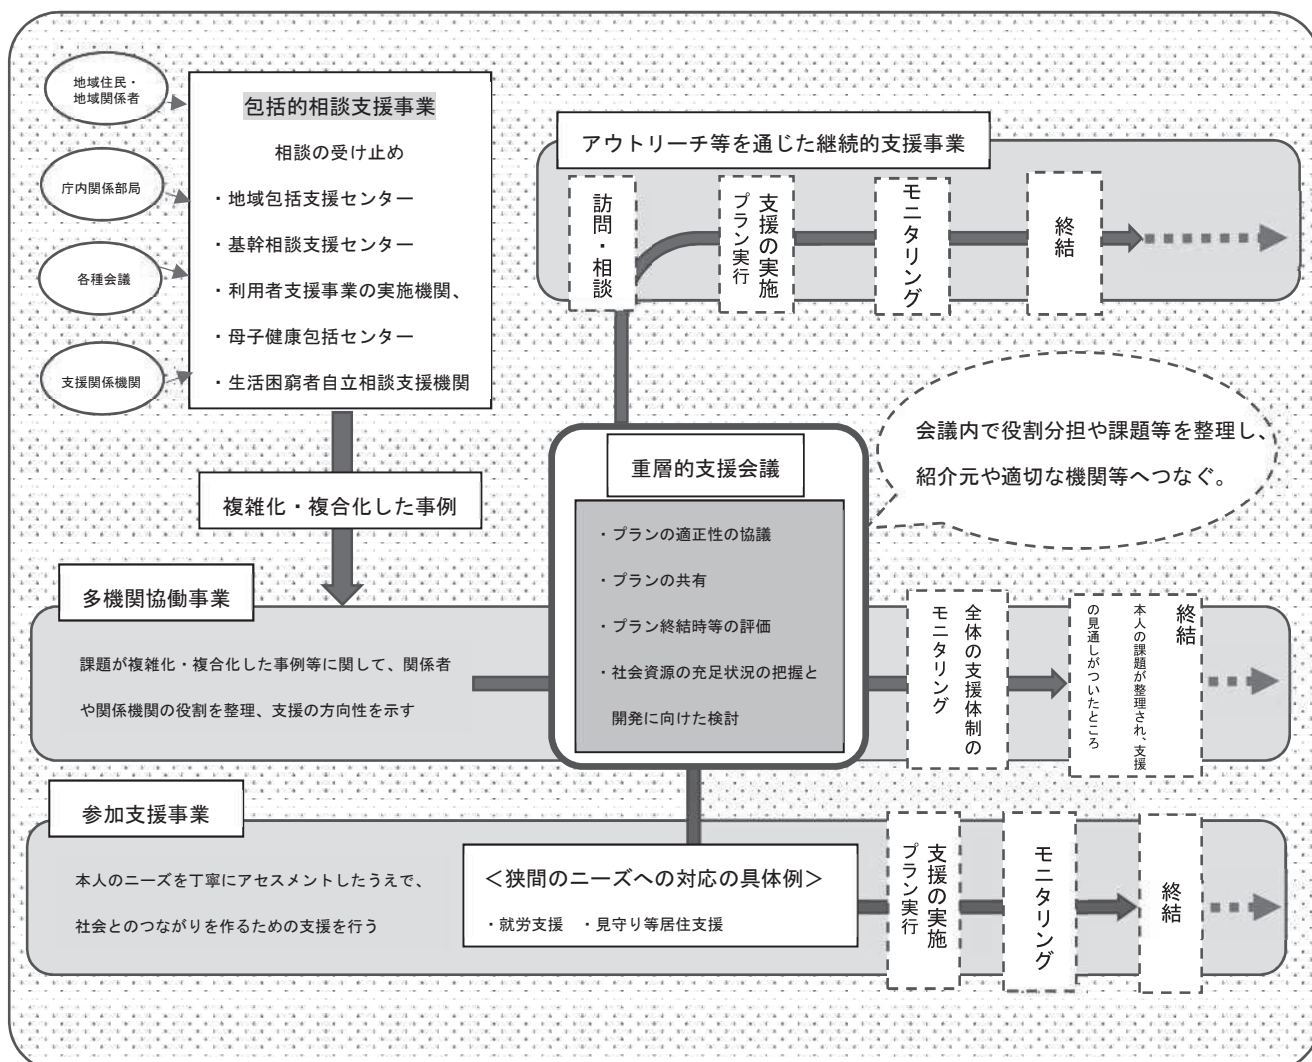 地域住民・
地域関係者
庁内関係部局
各種会議
支援関係機関
包括的相談支援事業
相談の受け止め
・地域包括支援センター
・基幹相談支援センター
・利用者支援事業の実施機関、
・母子健康包括センター
・生活困窮者自立相談支援機関
アウトリーチ等を通じた継続的支援事業
訪問・相談
支援の実施
プラン実行
モニタリング
終結
複雑化・複合化した事例
重層的支援会議
・プランの適正性の協議
・プランの共有
・プラン終結時等の評価
・社会資源の充足状況の把握と
開発に向けた検討
会議内で役割分担や課題等を整理し、
紹介元や適切な機関等へつなぐ。
多機関協働事業
課題が複雑化・複合化した事例等に関して、関係者
や関係機関の役割を整理、支援の方向性を示す
全体の支援体制の
モニタリング
終結
本人の課題が整理され、支援
の見通しがついたところ
参加支援事業
本人のニーズを丁寧にアセスメントしたうえで、
社会とのつながりを作るための支援を行う
＜狭間のニーズへの対応の具体例＞
・就労支援　・見守り等居住支援
支援の実施
プラン実行
モニタリング
終結